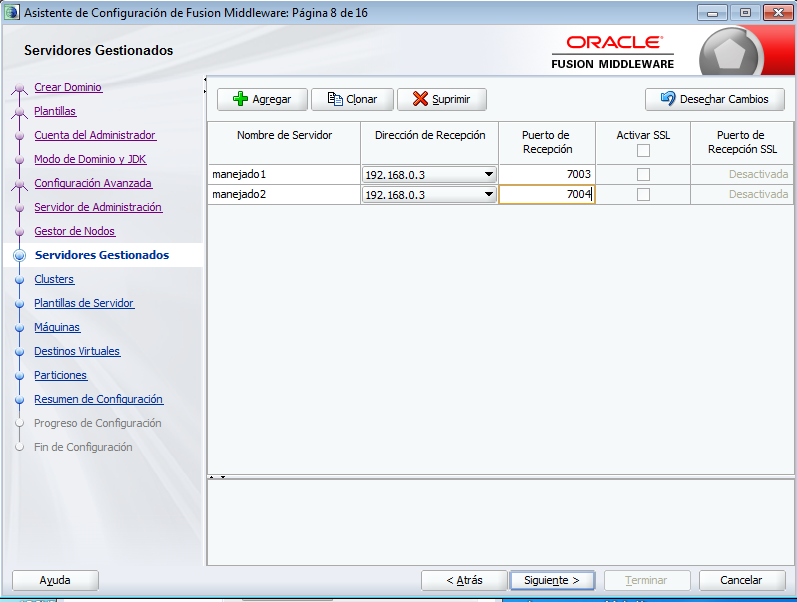 Asistente de Configuración de Fusion Middleware: Página 8 de 16
Servidores Gestionados
ORACLE
FUSION MIDDLEWARE
Crear Dominio
Plantillas
Cuenta del Administrador
Modo de Dominio y JDK
Configuración Avanzada
Servidor de Administración
Gestor de Nodos
Servidores Gestionados
Clusters
Plantillas de Servidor
Máquinas
Destinos Virtuales
Particiones
Resumen de Configuración
Progreso de Configuración
Fin de Configuración
Agregar Clonar Suprimir Desechar Cambios
Nombre de Servidor Dirección de Recepción Puerto de Recepción Activar SSL Puerto de Recepción SSL
manejado1 192.168.0.3 7003 Desactivada
manejado2 192.168.0.3 7004 Desactivada
Ayuda < Atrás Siguiente > Terminar Cancelar